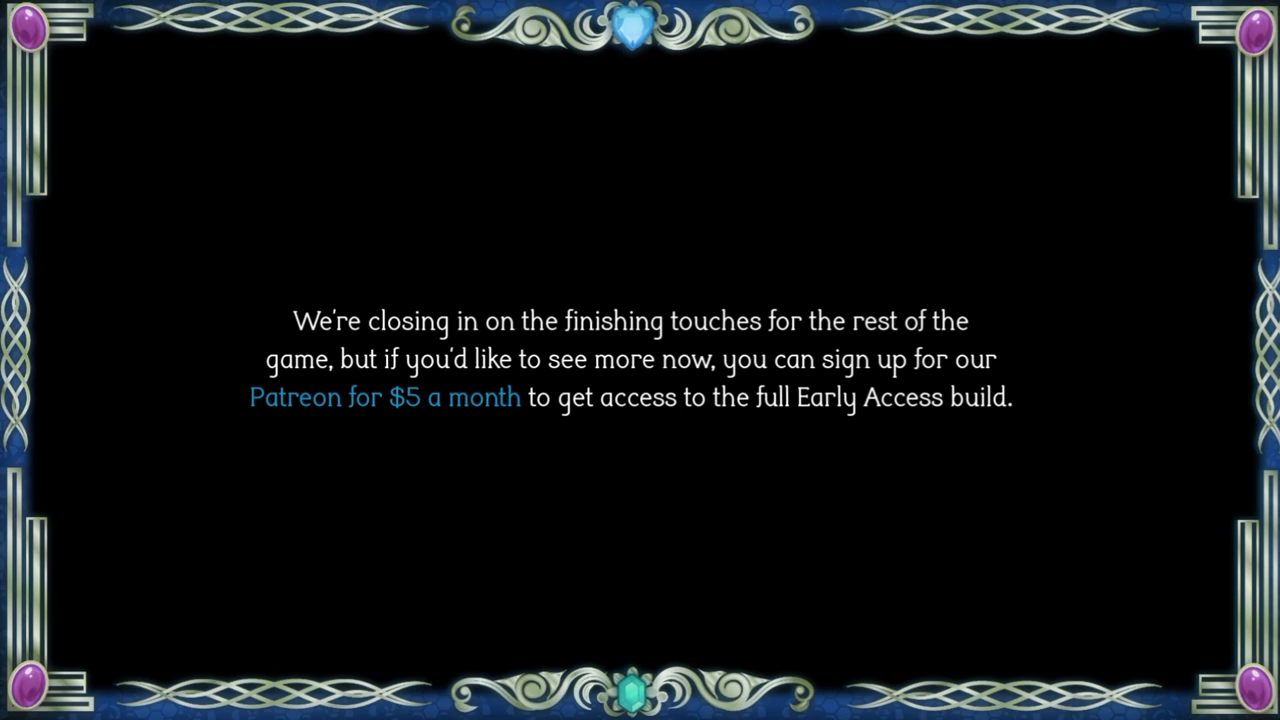 We're closing in on the finishing touches for the rest of the
game, but if you'd like to see more now, you can sign up for our
Patreon for $5 a month to get access to the full Early Access build.